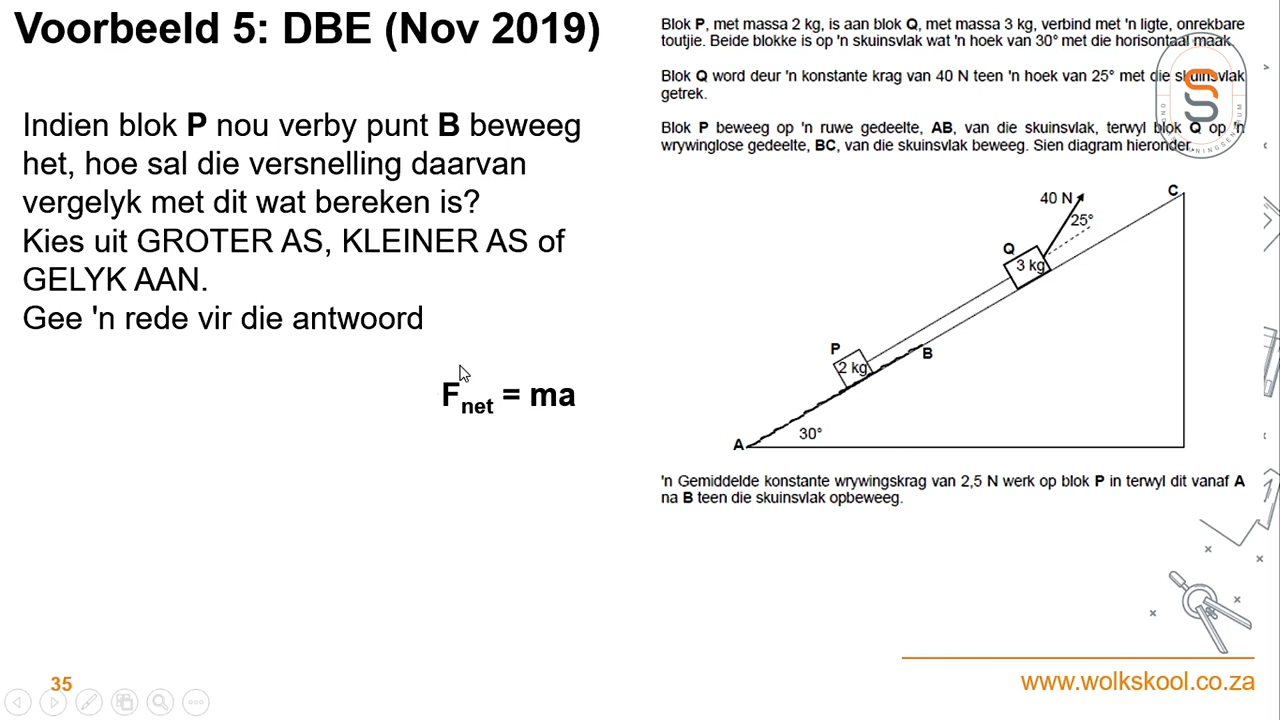 Voorbeeld 5: DBE (Nov 2019)
Indien blok P nou verby punt B beweeg
het, hoe sal die versnelling daarvan
vergelyk met dit wat bereken is?
Kies uit GROTER AS, KLEINER AS of
GELYK AAN.
Gee 'n rede vir die antwoord
Fnet = ma
Blok P, met massa 2 kg, is aan blok Q, met massa 3 kg, verbind met 'n ligte, onrekbare
toutjie. Beide blokke is op 'n skuinsvlak wat 'n hoek van 30° met die horisontaal maak.
Blok Q word deur 'n konstante krag van 40 N teen 'n hoek van 25° met die skuinsvlak
getrek.
Blok P beweeg op 'n ruwe gedeelte, AB, van die skuinsvlak, terwyl blok Q op 'n
wrywinglose gedeelte, BC, van die skuinsvlak beweeg. Sien diagram hieronder.
C
40 N
25°
Q
3 kg
P
2 kg
B
30°
A
'n Gemiddelde konstante wrywingskrag van 2,5 N werk op blok P in terwyl dit vanaf A
na B teen die skuinsvlak opbeweeg.
35
www.wolkskool.co.za